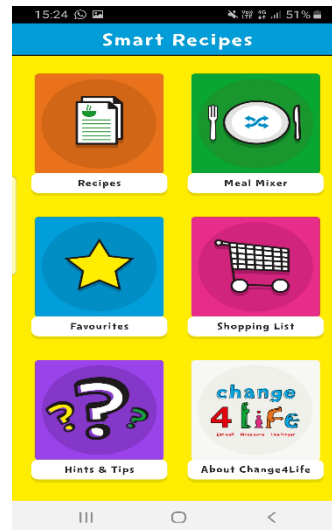 15:24 51%
Smart Recipes
Recipes Meal Mixer
Favourites Shopping List
change
4 Life
Hints & Tips About Change4Life